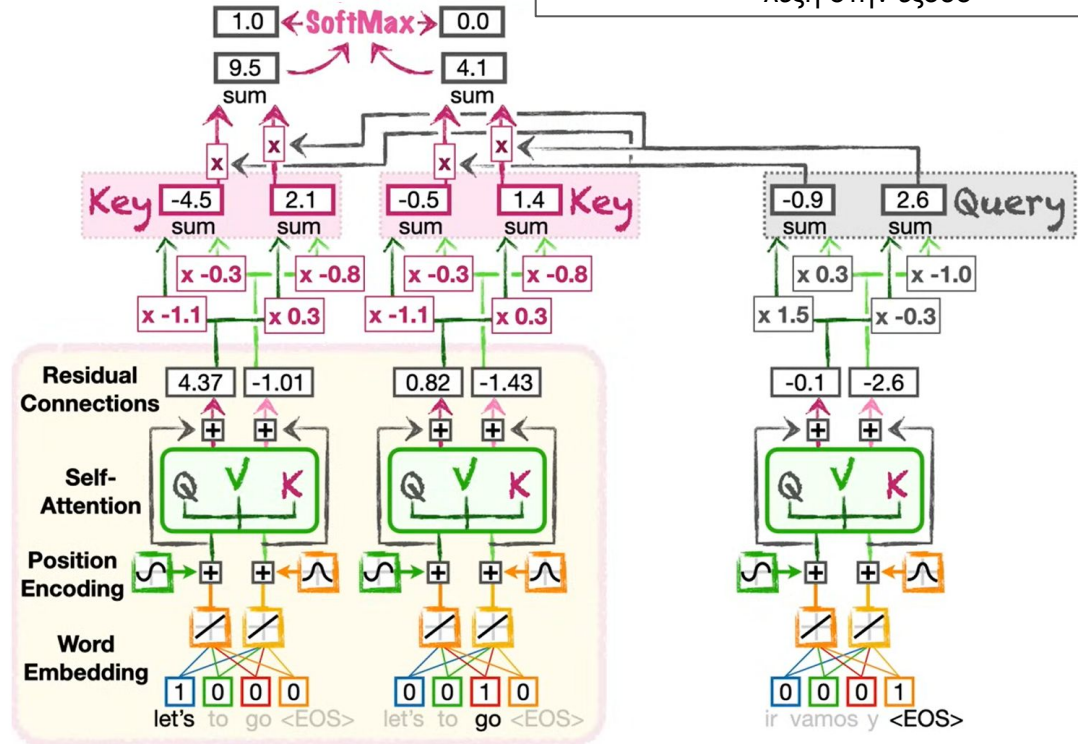 λέξη στην έξοδο
1.0 SoftMax 0.0
9.5 4.1
sum sum
x x x x
Key -4.5 2.1 -0.5 1.4 Key -0.9 2.6 Query
sum sum sum sum sum sum
x -0.3 x -0.8 x -0.3 x -0.8 x 0.3 x -1.0
x -1.1 x 0.3 x -1.1 x 0.3 x 1.5 x -0.3
Residual
Connections
4.37 -1.01 0.82 -1.43 -0.1 -2.6
+ + + + + +
Self-
Attention
Q V K Q V K Q V K
Position
Encoding
+ + + + + +
Word
Embedding
1 0 0 0 0 0 1 0 0 0 0 1
let's to go <EOS> let's to go <EOS> ir vamos y <EOS>